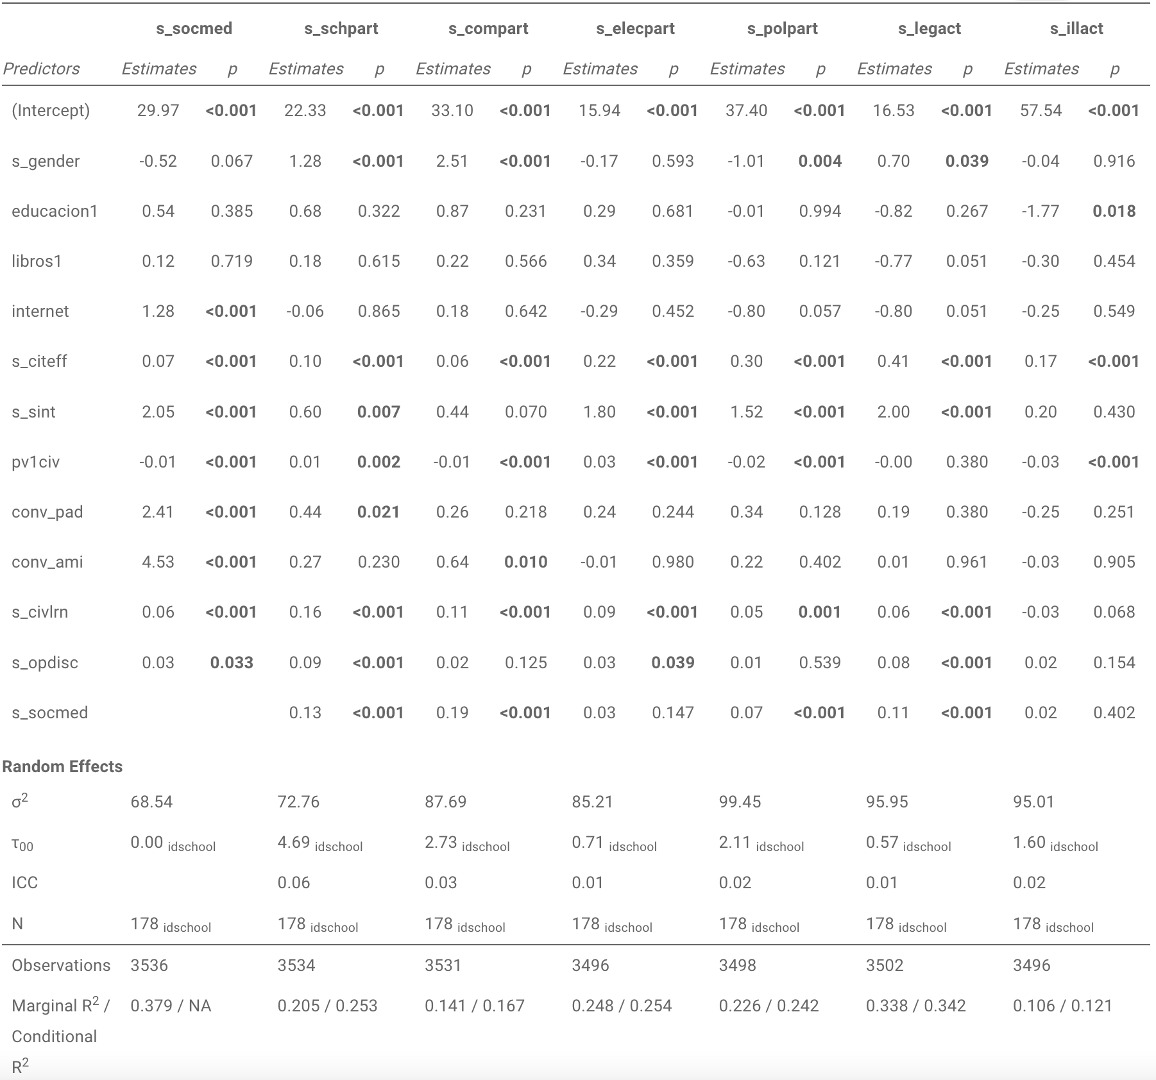 s_socmed s_schpart s_compart s_elecpart s_polpart s_legact s_illact
Predictors Estimates p Estimates p Estimates p Estimates p Estimates p Estimates p Estimates p
(Intercept) 29.97 <0.001 22.33 <0.001 33.10 <0.001 15.94 <0.001 37.40 <0.001 16.53 <0.001 57.54 <0.001
s_gender -0.52 0.067 1.28 <0.001 2.51 <0.001 -0.17 0.593 -1.01 0.004 0.70 0.039 -0.04 0.916
educacion1 0.54 0.385 0.68 0.322 0.87 0.231 0.29 0.681 -0.01 0.994 -0.82 0.267 -1.77 0.018
libros1 0.12 0.719 0.18 0.615 0.22 0.566 0.34 0.359 -0.63 0.121 -0.77 0.051 -0.30 0.454
internet 1.28 <0.001 -0.06 0.865 0.18 0.642 -0.29 0.452 -0.80 0.057 -0.80 0.051 -0.25 0.549
s_citeff 0.07 <0.001 0.10 <0.001 0.06 <0.001 0.22 <0.001 0.30 <0.001 0.41 <0.001 0.17 <0.001
s_sint 2.05 <0.001 0.60 0.007 0.44 0.070 1.80 <0.001 1.52 <0.001 2.00 <0.001 0.20 0.430
pv1civ -0.01 <0.001 0.01 0.002 -0.01 <0.001 0.03 <0.001 -0.02 <0.001 -0.00 0.380 -0.03 <0.001
conv_pad 2.41 <0.001 0.44 0.021 0.26 0.218 0.24 0.244 0.34 0.128 0.19 0.380 -0.25 0.251
conv_ami 4.53 <0.001 0.27 0.230 0.64 0.010 -0.01 0.980 0.22 0.402 0.01 0.961 -0.03 0.905
s_civlrn 0.06 <0.001 0.16 <0.001 0.11 <0.001 0.09 <0.001 0.05 0.001 0.06 <0.001 -0.03 0.068
s_opdisc 0.03 0.033 0.09 <0.001 0.02 0.125 0.03 0.039 0.01 0.539 0.08 <0.001 0.02 0.154
s_socmed 0.13 <0.001 0.19 <0.001 0.03 0.147 0.07 <0.001 0.11 <0.001 0.02 0.402
Random Effects
σ² 68.54 72.76 87.69 85.21 99.45 95.95 95.01
τ₀₀ 0.00 idschool 4.69 idschool 2.73 idschool 0.71 idschool 2.11 idschool 0.57 idschool 1.60 idschool
ICC 0.06 0.03 0.01 0.02 0.01 0.02
N 178 idschool 178 idschool 178 idschool 178 idschool 178 idschool 178 idschool 178 idschool
Observations 3536 3534 3531 3496 3498 3502 3496
Marginal R² / 0.379 / NA 0.205 / 0.253 0.141 / 0.167 0.248 / 0.254 0.226 / 0.242 0.338 / 0.342 0.106 / 0.121
Conditional
R²